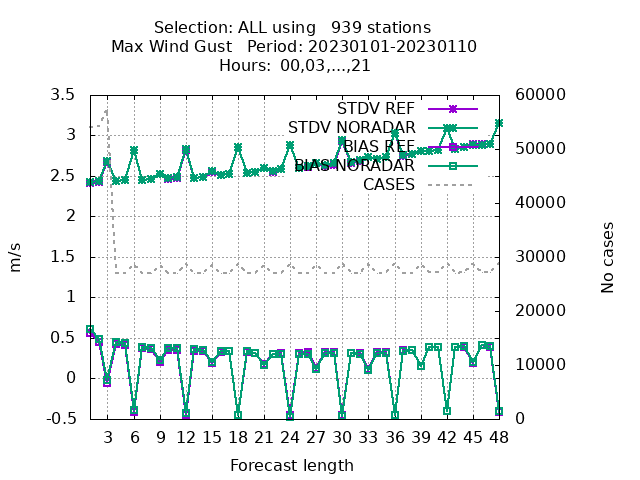 Selection: ALL using   939 stations
Max Wind Gust   Period: 20230101-20230110
Hours: 00,03,...,21
3.5
3
2.5
2
1.5
1
0.5
0
-0.5
60000
50000
40000
30000
20000
10000
0
STDV REF
STDV NORADAR
BIAS REF
BIAS NORADAR
CASES
m/s
No cases
3 6 9 12 15 18 21 24 27 30 33 36 39 42 45 48
Forecast length